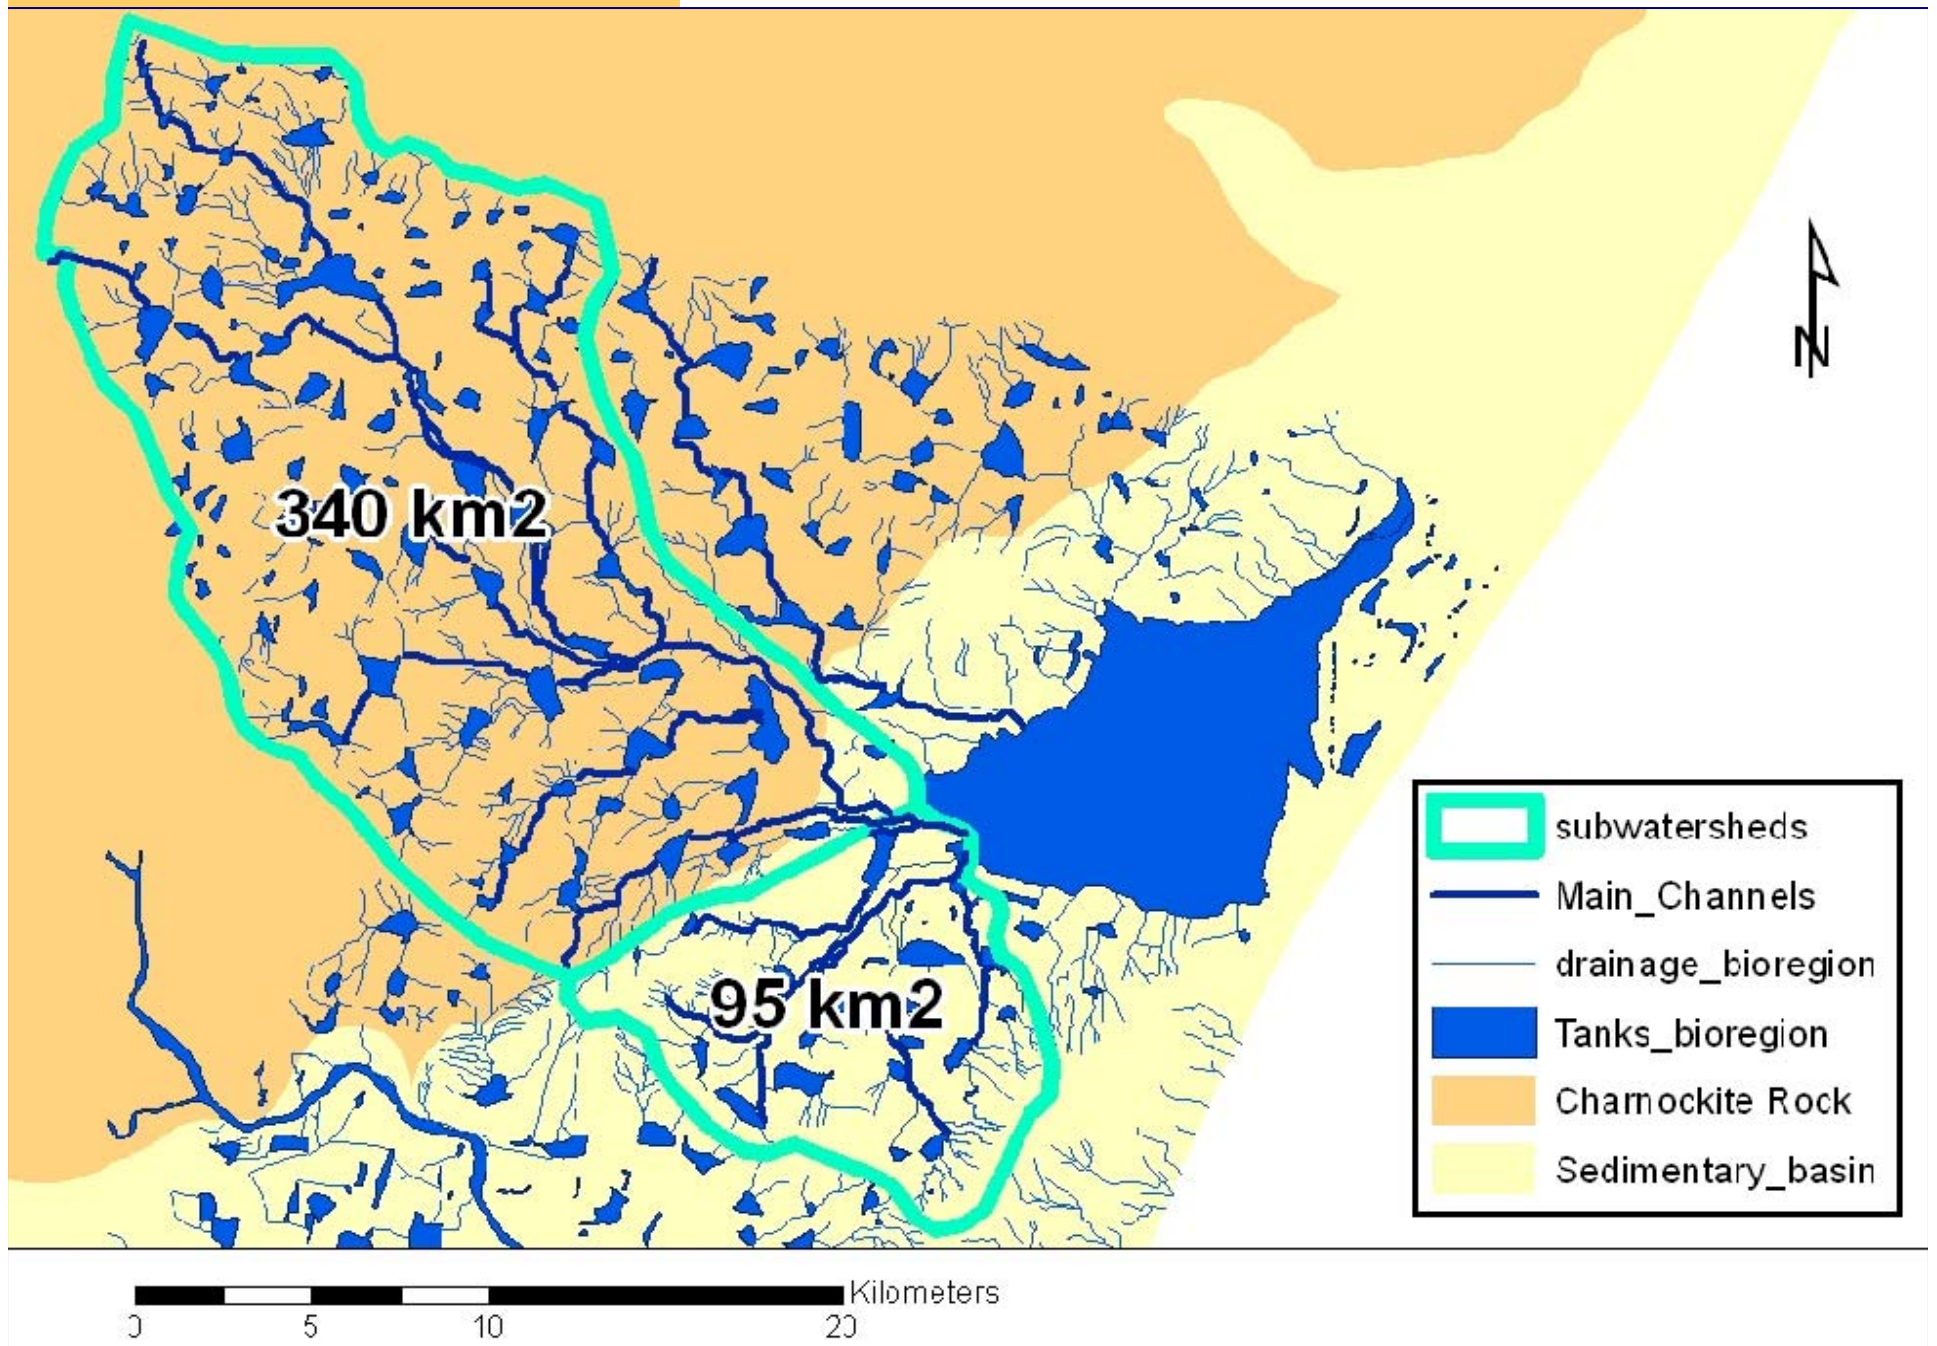 N
340 km2
95 km2
subwatersheds
Main_Channels
drainage_bioregion
Tanks_bioregion
Charnockite Rock
Sedimentary_basin
Kilometers
0 5 10 20